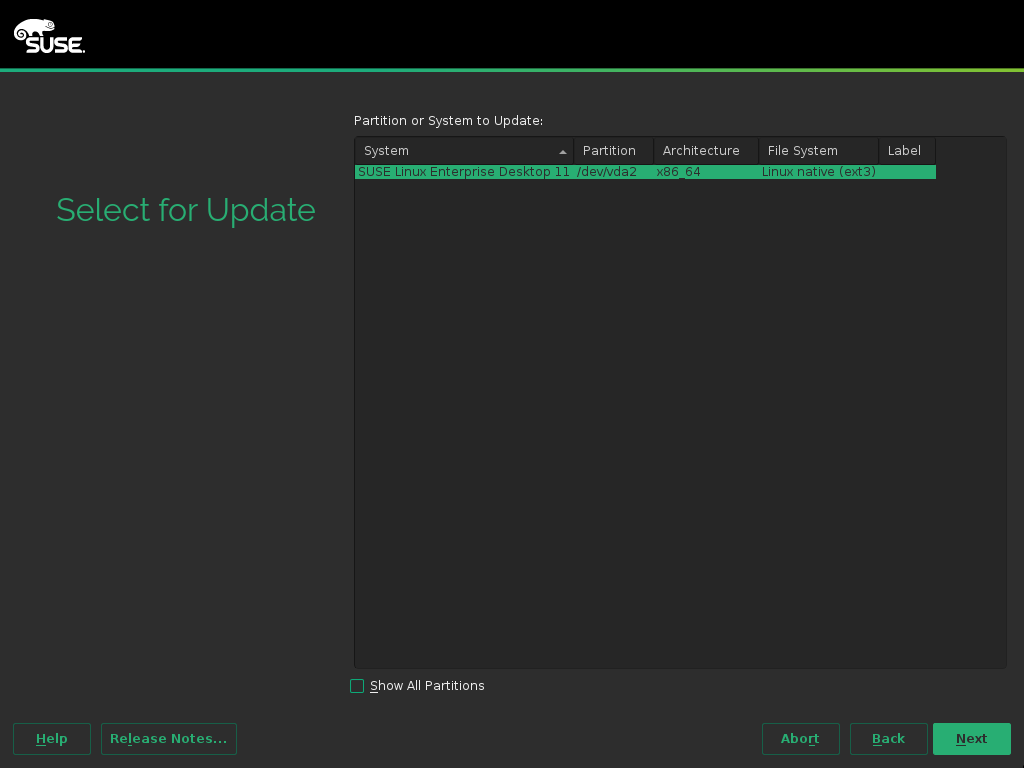 SUSE.
Partition or System to Update:
System Partition Architecture File System Label
SUSE Linux Enterprise Desktop 11 /dev/vda2 x86_64 Linux native (ext3)
Select for Update
Show All Partitions
Help Release Notes... Abort Back Next